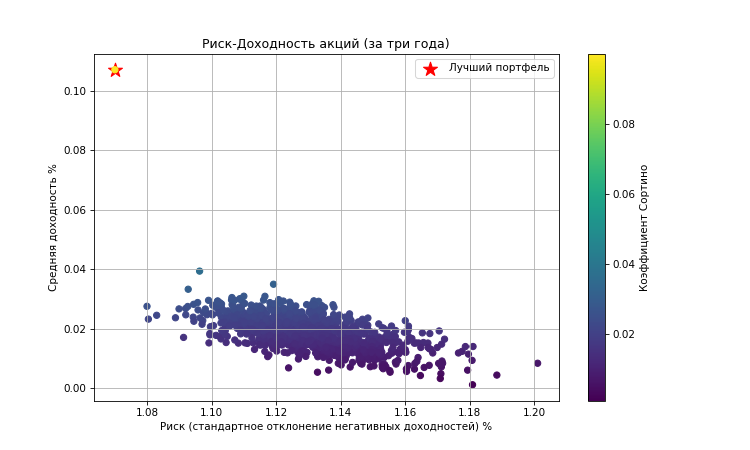 Риск-Доходность акций (за три года)
Лучший портфель
Средняя доходность %
0.10
0.08
0.06
0.04
0.02
0.00
1.08 1.10 1.12 1.14 1.16 1.18 1.20
Риск (стандартное отклонение негативных доходностей) %
0.08
0.06
0.04
0.02
Коэффициент Сортино